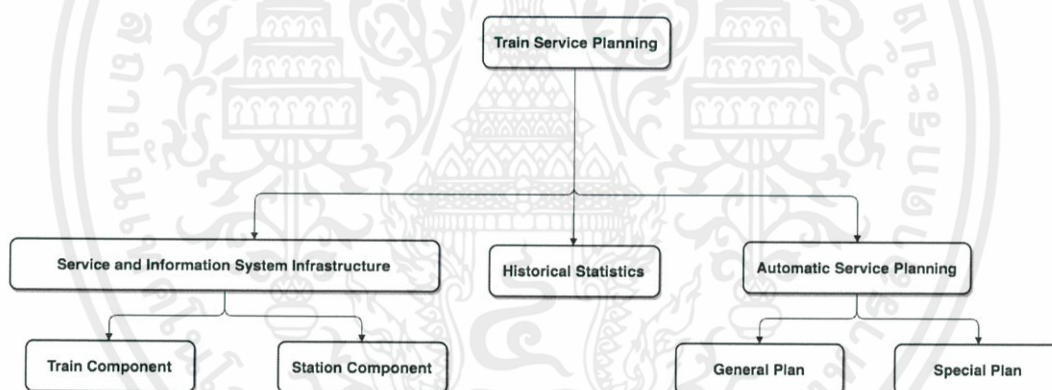 Train Service Planning
Service and Information System Infrastructure
Historical Statistics
Automatic Service Planning
Train Component
Station Component
General Plan
Special Plan